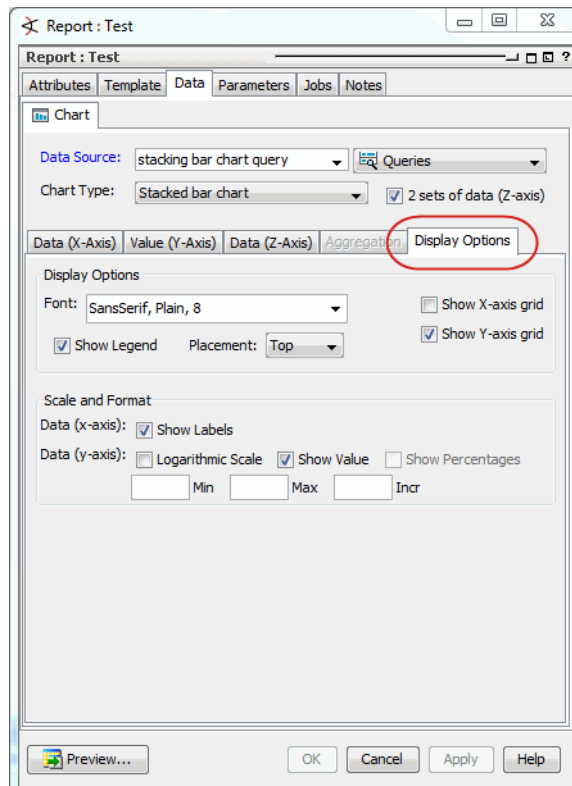 Report : Test
Report : Test
?
Attributes Template Data Parameters Jobs Notes
Chart
Data Source: stacking bar chart query Queries
Chart Type: Stacked bar chart 2 sets of data (Z-axis)
Data (X-Axis) Value (Y-Axis) Data (Z-Axis) Aggregation Display Options
Display Options
Font: SansSerif, Plain, 8 Show X-axis grid
Show Legend Placement: Top Show Y-axis grid
Scale and Format
Data (x-axis): Show Labels
Data (y-axis): Logarithmic Scale Show Value Show Percentages
Min Max Incr
Preview... OK Cancel Apply Help